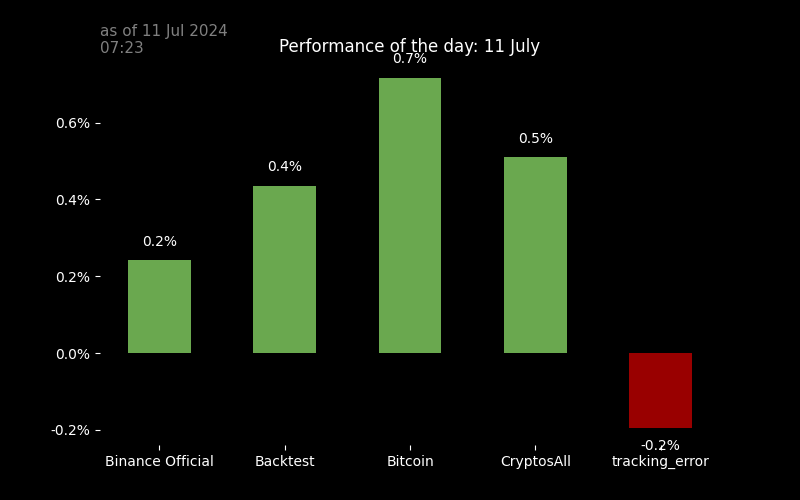 as of 11 Jul 2024
07:23
Performance of the day: 11 July
0.7%
0.6%
0.5%
0.4%
0.4%
0.2%
0.2%
0.0%
-0.2%
-0.2%
Binance Official
Backtest
Bitcoin
CryptosAll
tracking_error